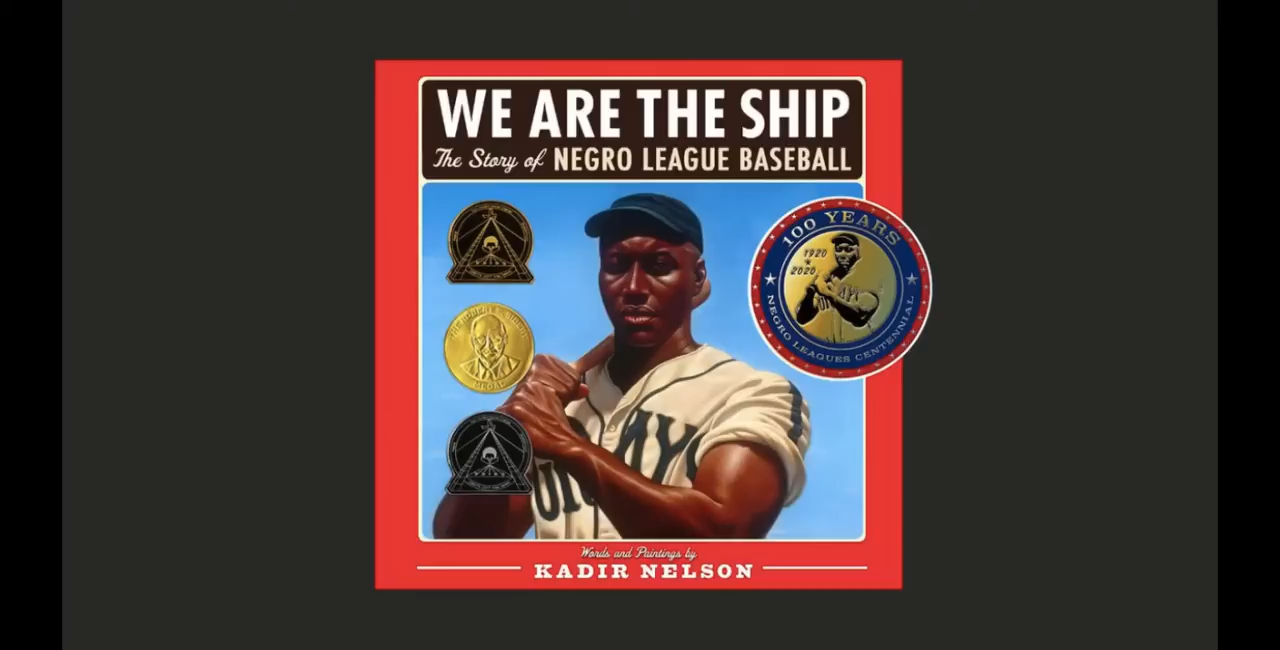 WE ARE THE SHIP
The Story of NEGRO LEAGUE BASEBALL
100 YEARS
1920
2020
NEGRO LEAGUES CENTENNIAL
MEDAL
Words and Paintings by
KADIR NELSON